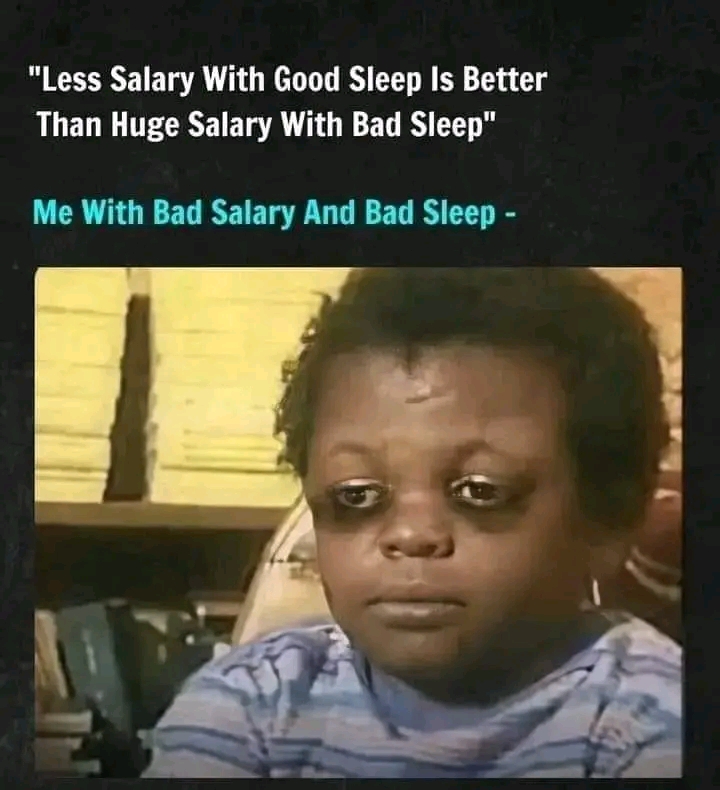 "Less Salary With Good Sleep Is Better
Than Huge Salary With Bad Sleep"
Me With Bad Salary And Bad Sleep -